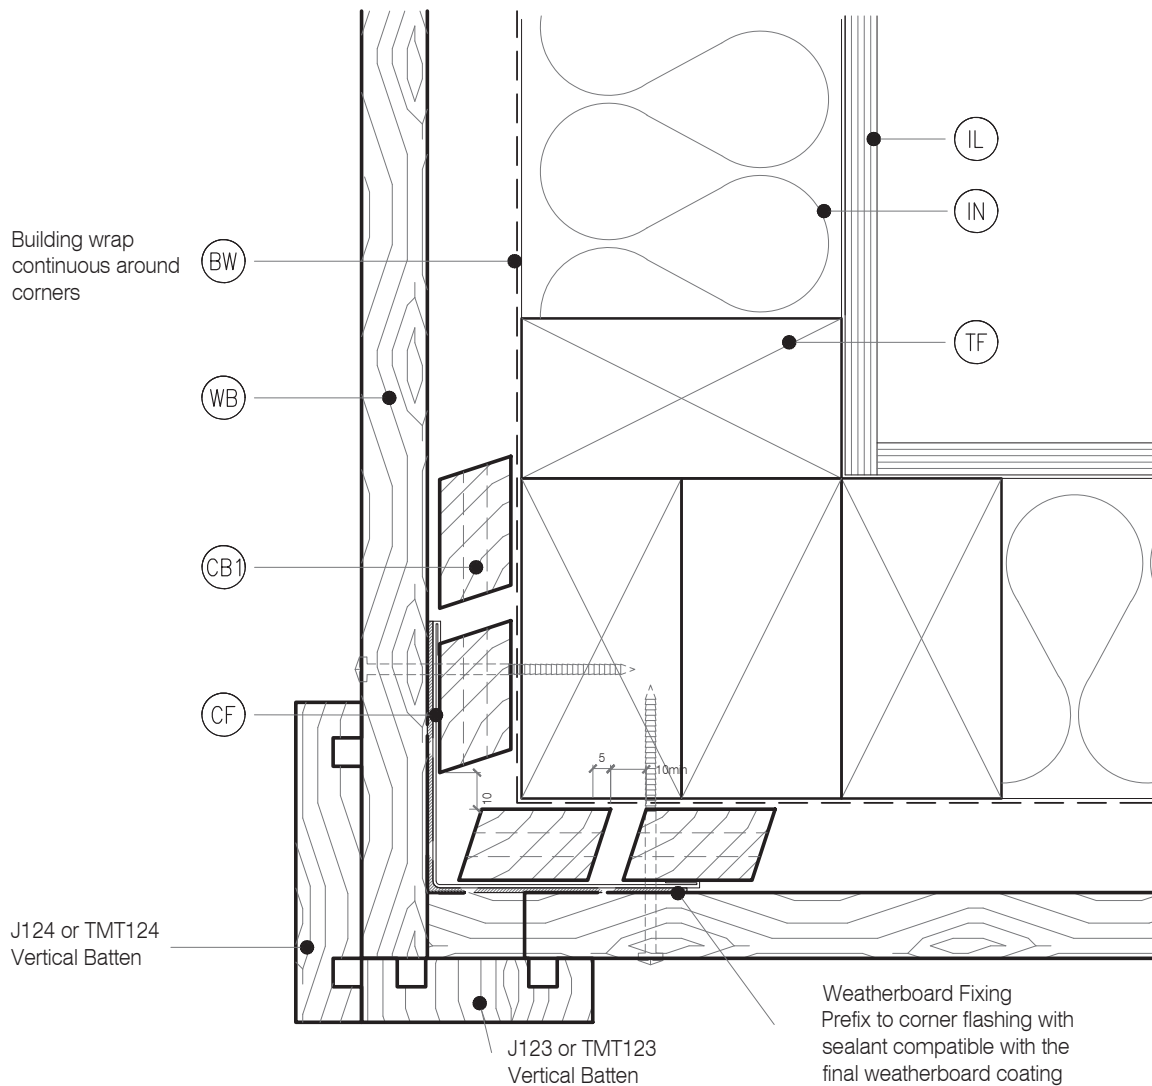 IL
IN
Building wrap
continuous around
corners
BW
TF
WB
CB1
CF
5
10min
10
J124 or TMT124
Vertical Batten
J123 or TMT123
Vertical Batten
Weatherboard Fixing
Prefix to corner flashing with
sealant compatible with the
final weatherboard coating